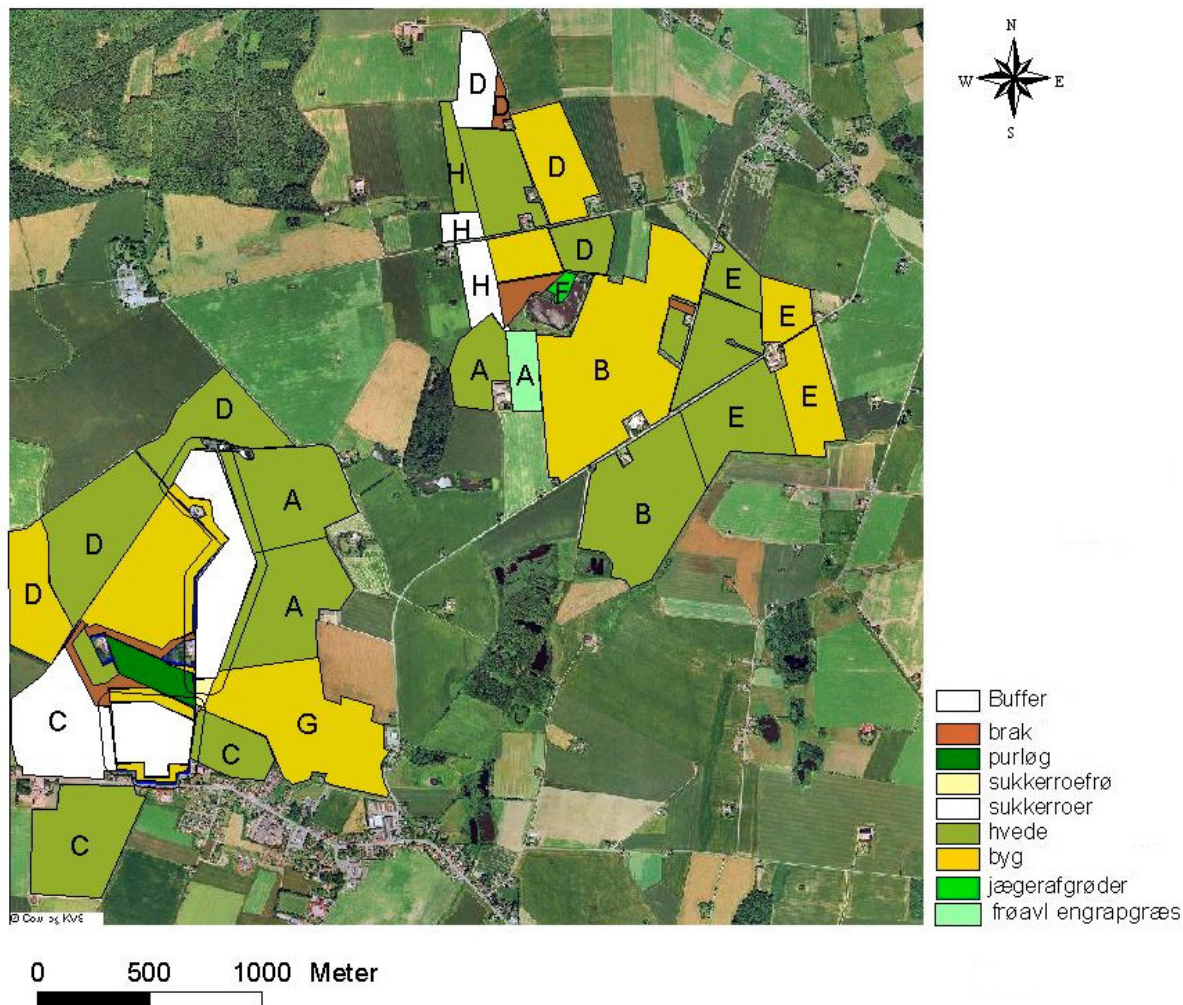 N
W E
S
D
D
D
H
H
D
H
F
E
E
A
A
B
E
E
D
A
B
D
A
D
C
G
C
C
Buffer
brak
purløg
sukkerroefrø
sukkerroer
hvede
byg
jægerafgrøder
frøavl engrapgræs
0 500 1000 Meter